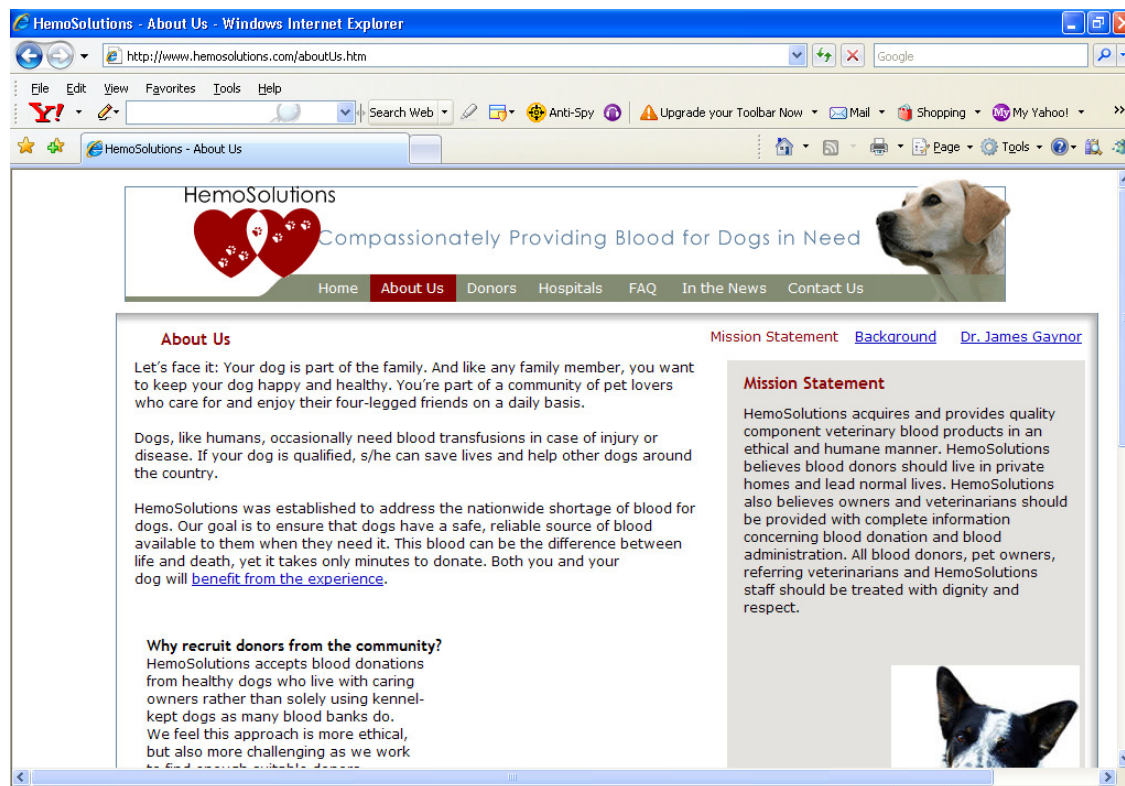 HemoSolutions - About Us - Windows Internet Explorer
http://www.hemosolutions.com/aboutUs.htm
Google
File Edit View Favorites Tools Help
Y! Search Web Anti-Spy Upgrade your Toolbar Now Mail Shopping My Yahoo! »
HemoSolutions - About Us
Page Tools
HemoSolutions
Compassionately Providing Blood for Dogs in Need
Home About Us Donors Hospitals FAQ In the News Contact Us
About Us
Mission Statement Background Dr. James Gaynor
Let's face it: Your dog is part of the family. And like any family member, you want
to keep your dog happy and healthy. You're part of a community of pet lovers
who care for and enjoy their four-legged friends on a daily basis.
Dogs, like humans, occasionally need blood transfusions in case of injury or
disease. If your dog is qualified, s/he can save lives and help other dogs around
the country.
HemoSolutions was established to address the nationwide shortage of blood for
dogs. Our goal is to ensure that dogs have a safe, reliable source of blood
available to them when they need it. This blood can be the difference between
life and death, yet it takes only minutes to donate. Both you and your
dog will benefit from the experience.
Why recruit donors from the community?
HemoSolutions accepts blood donations
from healthy dogs who live with caring
owners rather than solely using kennel-
kept dogs as many blood banks do.
We feel this approach is more ethical,
but also more challenging as we work
to find enough suitable donors
Mission Statement
HemoSolutions acquires and provides quality
component veterinary blood products in an
ethical and humane manner. HemoSolutions
believes blood donors should live in private
homes and lead normal lives. HemoSolutions
also believes owners and veterinarians should
be provided with complete information
concerning blood donation and blood
administration. All blood donors, pet owners,
referring veterinarians and HemoSolutions
staff should be treated with dignity and
respect.